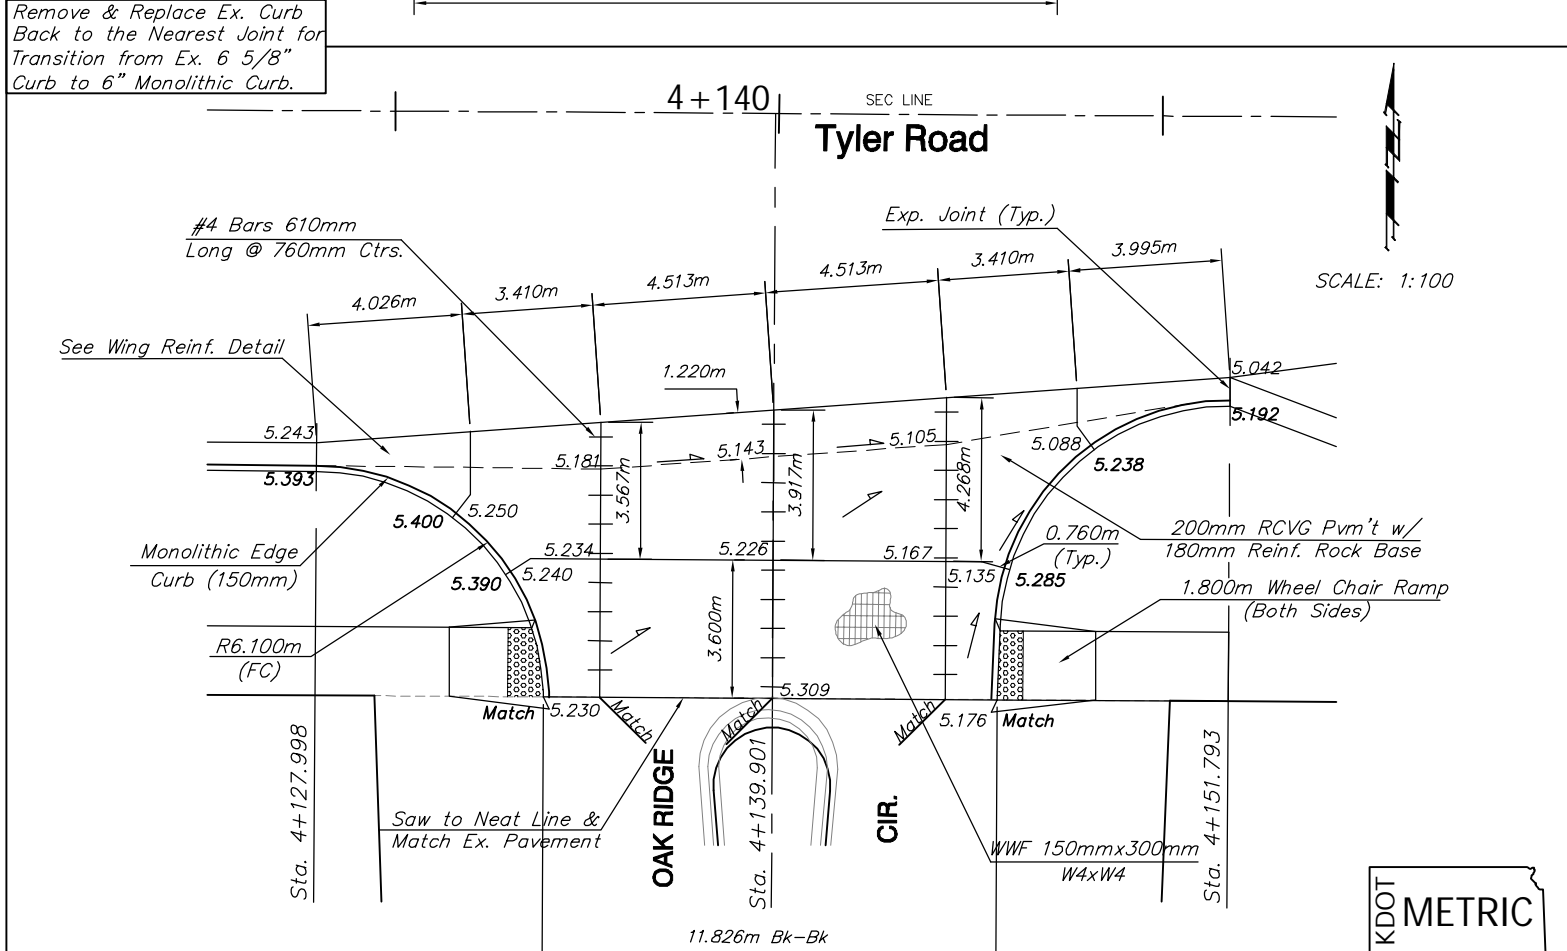 Remove & Replace Ex. Curb
Back to the Nearest Joint for
Transition from Ex. 6 5/8"
Curb to 6" Monolithic Curb.
4+140
SEC LINE
Tyler Road
#4 Bars 610mm
Long @ 760mm Ctrs.
Exp. Joint (Typ.)
SCALE: 1:100
4.026m
3.410m
4.513m
4.513m
3.410m
3.995m
See Wing Reinf. Detail
1.220m
5.042
5.192
5.243
5.393
5.181
5.143
5.105
5.088
5.238
3.567m
3.917m
4.268m
5.400
5.250
5.234
5.226
5.167
0.760m
(Typ.)
200mm RCVG Pvm't w/
180mm Reinf. Rock Base
Monolithic Edge
Curb (150mm)
5.390
5.240
5.135
5.285
1.800m Wheel Chair Ramp
(Both Sides)
3.600m
R6.100m
(FC)
5.309
Match
5.230
Match
Match
Match
5.176
Match
Sta. 4+127.998
OAK RIDGE
Sta. 4+139.901
CIR.
Sta. 4+151.793
Saw to Neat Line &
Match Ex. Pavement
WWF 150mmx300mm
W4xW4
11.826m Bk-Bk
KDOT
METRIC